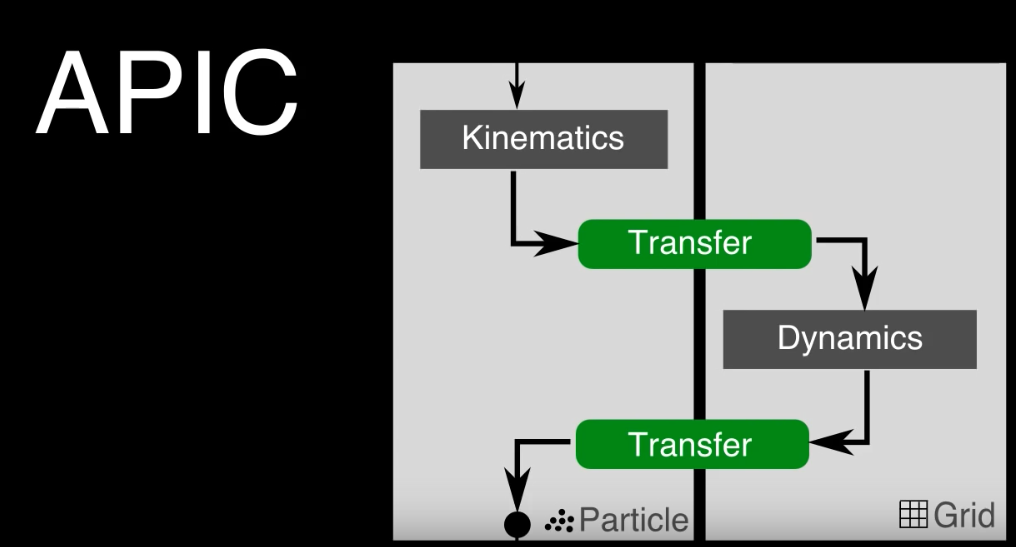 APIC
Kinematics
Transfer
Dynamics
Transfer
Particle
Grid